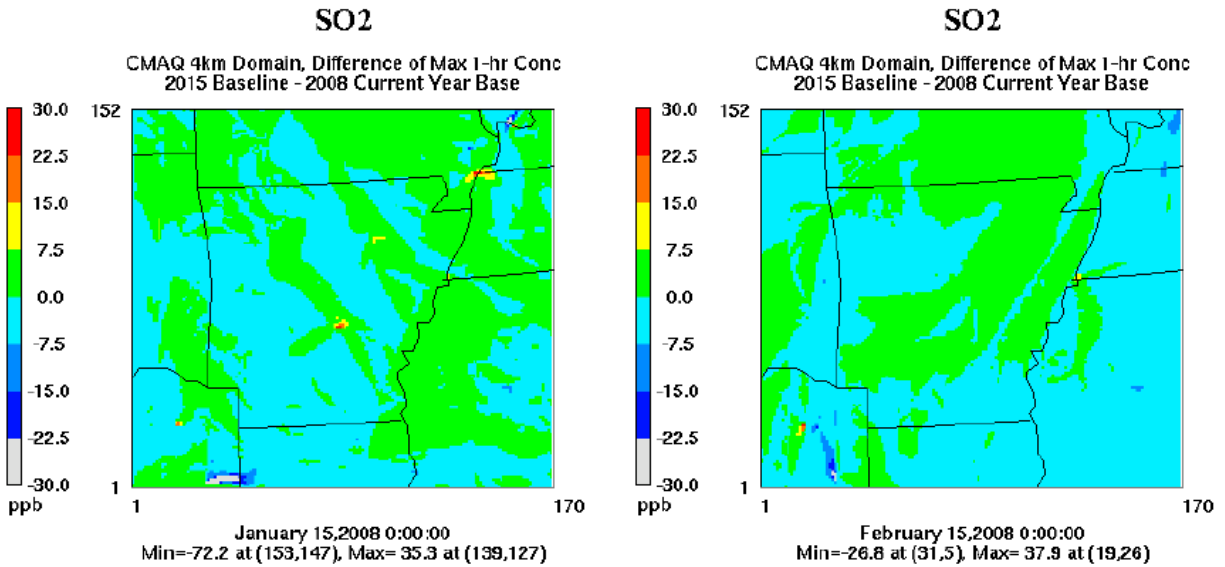 SO2
CMAQ 4km Domain, Difference of Max 1-hr Conc
2015 Baseline - 2008 Current Year Base
30.0
22.5
15.0
7.5
0.0
-7.5
-15.0
-22.5
-30.0
ppb
152
1
1
170
January 15,2008 0:00:00
Min=-72.2 at (153,147), Max= 35.3 at (139,127)
SO2
CMAQ 4km Domain, Difference of Max 1-hr Conc
2015 Baseline - 2008 Current Year Base
30.0
22.5
15.0
7.5
0.0
-7.5
-15.0
-22.5
-30.0
ppb
152
1
1
170
February 15,2008 0:00:00
Min=-26.8 at (31,5), Max= 37.9 at (19,26)